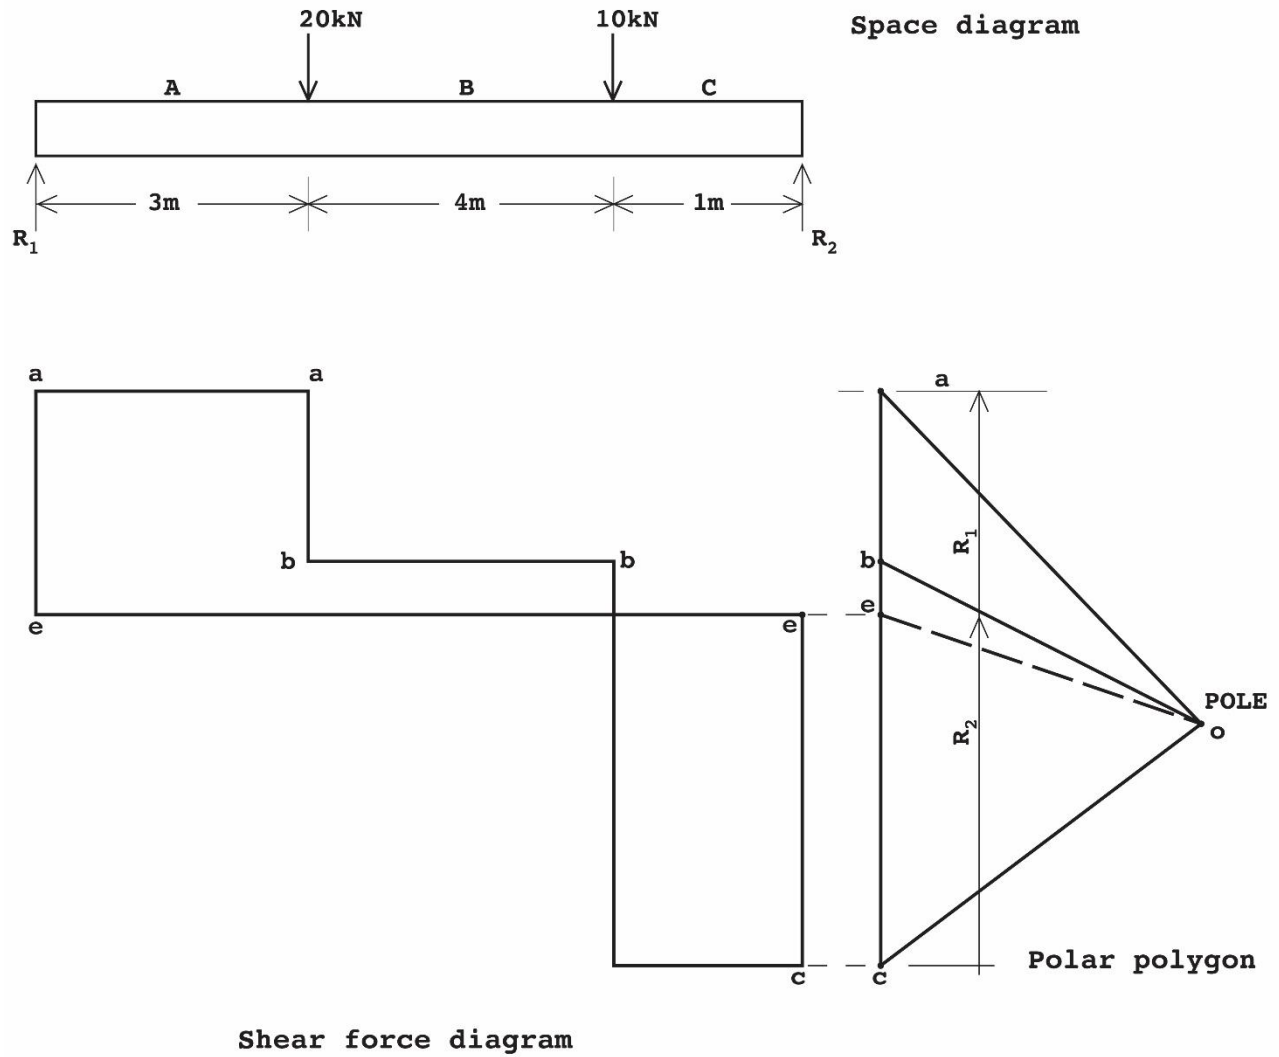 20kN 10kN Space diagram
A B C
3m 4m 1m
R1 R2
a a a
R1
b b b
e
e e
POLE
R2 o
Polar polygon
c c
Shear force diagram